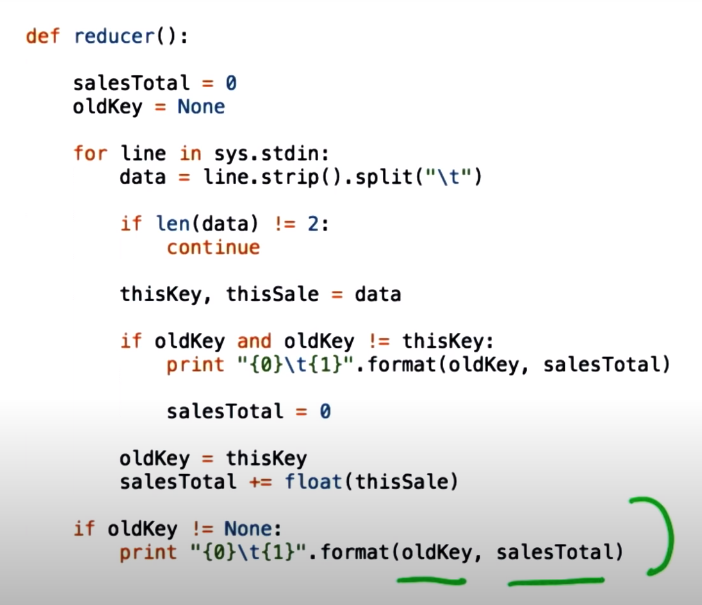 def reducer():
salesTotal = 0
oldKey = None
for line in sys.stdin:
data = line.strip().split("\t")
if len(data) != 2:
continue
thisKey, thisSale = data
if oldKey and oldKey != thisKey:
print "{0}\t{1}".format(oldKey, salesTotal)
salesTotal = 0
oldKey = thisKey
salesTotal += float(thisSale)
if oldKey != None:
print "{0}\t{1}".format(oldKey, salesTotal)